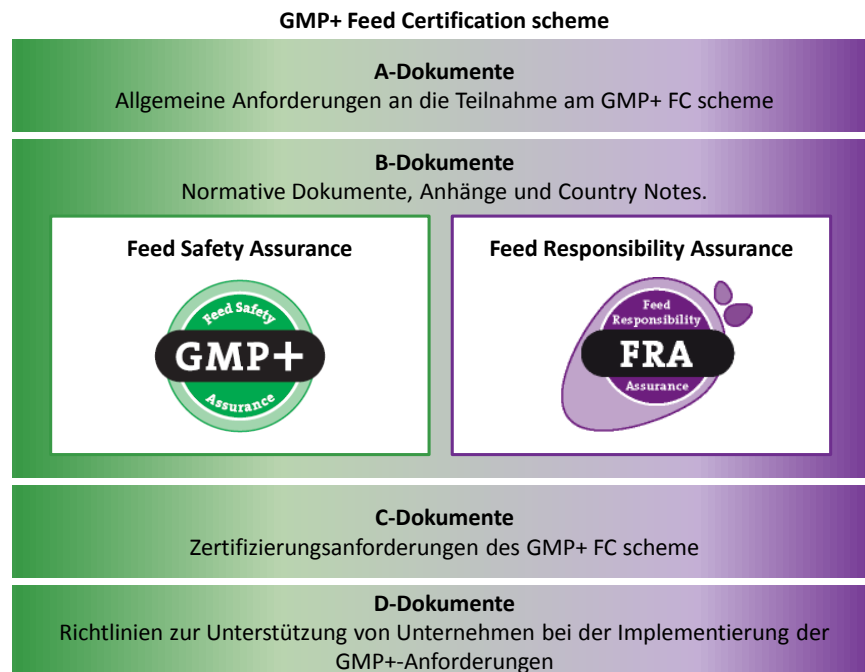 GMP+ Feed Certification scheme
A-Dokumente
Allgemeine Anforderungen an die Teilnahme am GMP+ FC scheme
B-Dokumente
Normative Dokumente, Anhänge und Country Notes.
Feed Safety Assurance
Feed Safety
GMP+
Assurance
Feed Responsibility Assurance
Feed
Responsibility
FRA
Assurance
C-Dokumente
Zertifizierungsanforderungen des GMP+ FC scheme
D-Dokumente
Richtlinien zur Unterstützung von Unternehmen bei der Implementierung der
GMP+-Anforderungen